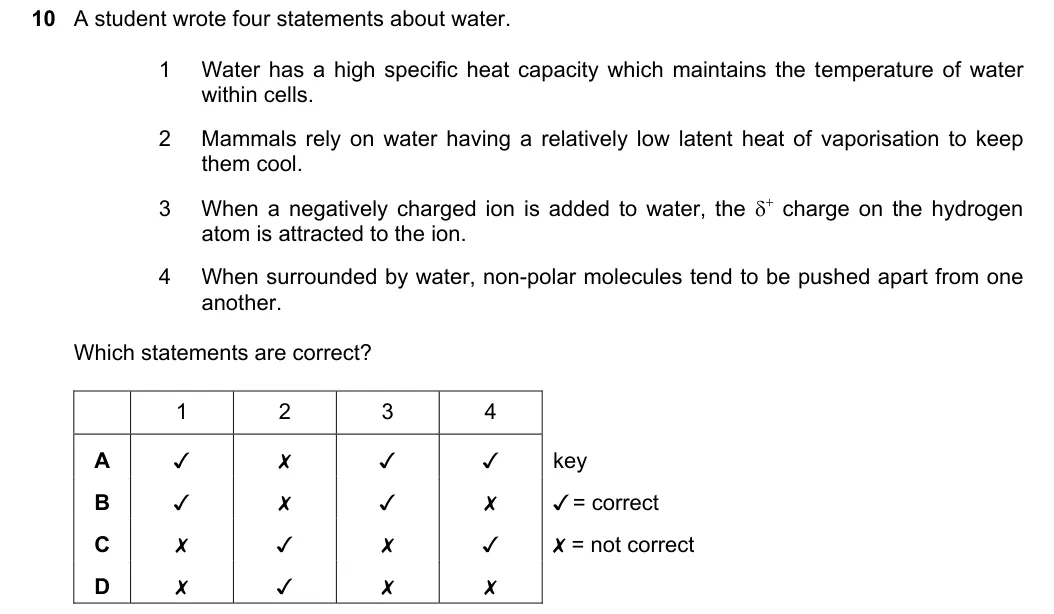 10 A student wrote four statements about water.
1 Water has a high specific heat capacity which maintains the temperature of water
within cells.
2 Mammals rely on water having a relatively low latent heat of vaporisation to keep
them cool.
3 When a negatively charged ion is added to water, the δ⁺ charge on the hydrogen
atom is attracted to the ion.
4 When surrounded by water, non-polar molecules tend to be pushed apart from one
another.
Which statements are correct?
1 2 3 4
A ✓ ✗ ✓ ✓ key
B ✓ ✗ ✓ ✗ ✓ = correct
C ✗ ✓ ✗ ✓ ✗ = not correct
D ✗ ✓ ✗ ✗